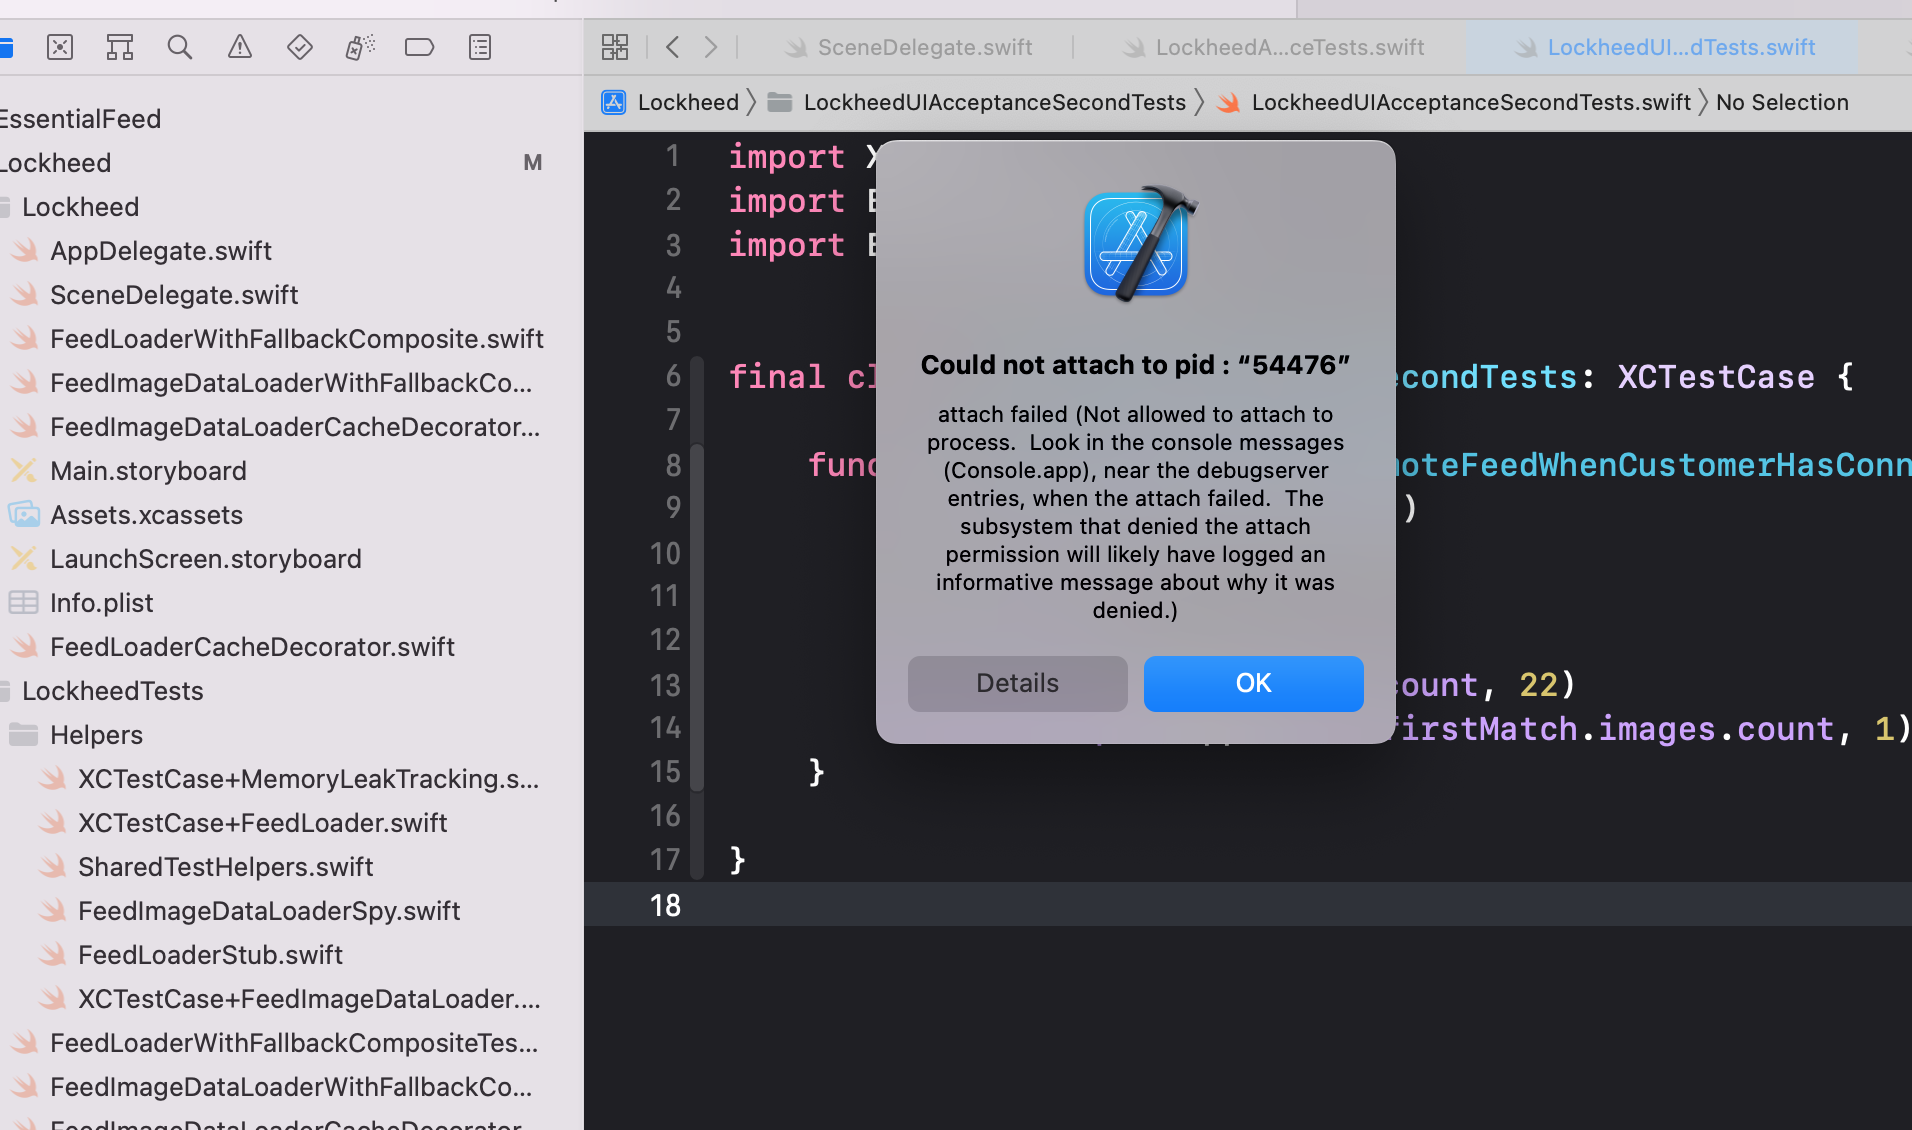 SceneDelegate.swift
LockheedA...ceTests.swift
LockheedUI...dTests.swift
Lockheed
LockheedUIAcceptanceSecondTests
LockheedUIAcceptanceSecondTests.swift
No Selection
EssentialFeed
Lockheed M
Lockheed
AppDelegate.swift
SceneDelegate.swift
FeedLoaderWithFallbackComposite.swift
FeedImageDataLoaderWithFallbackCo...
FeedImageDataLoaderCacheDecorator...
Main.storyboard
Assets.xcassets
LaunchScreen.storyboard
Info.plist
FeedLoaderCacheDecorator.swift
LockheedTests
Helpers
XCTestCase+MemoryLeakTracking.s...
XCTestCase+FeedLoader.swift
SharedTestHelpers.swift
FeedImageDataLoaderSpy.swift
FeedLoaderStub.swift
XCTestCase+FeedImageDataLoader....
FeedLoaderWithFallbackCompositeTes...
FeedImageDataLoaderWithFallbackCo...
FeedImageDataLoaderCacheDecorator
1 import X
2 import E
3 import E
4
5
6 final cl econdTests: XCTestCase {
7
8 func moteFeedWhenCustomerHasConn
9 )
10
11
12
13 count, 22)
14 firstMatch.images.count, 1)
15 }
16
17 }
18
Could not attach to pid : “54476”
attach failed (Not allowed to attach to
process. Look in the console messages
(Console.app), near the debugserver
entries, when the attach failed. The
subsystem that denied the attach
permission will likely have logged an
informative message about why it was
denied.)
Details
OK